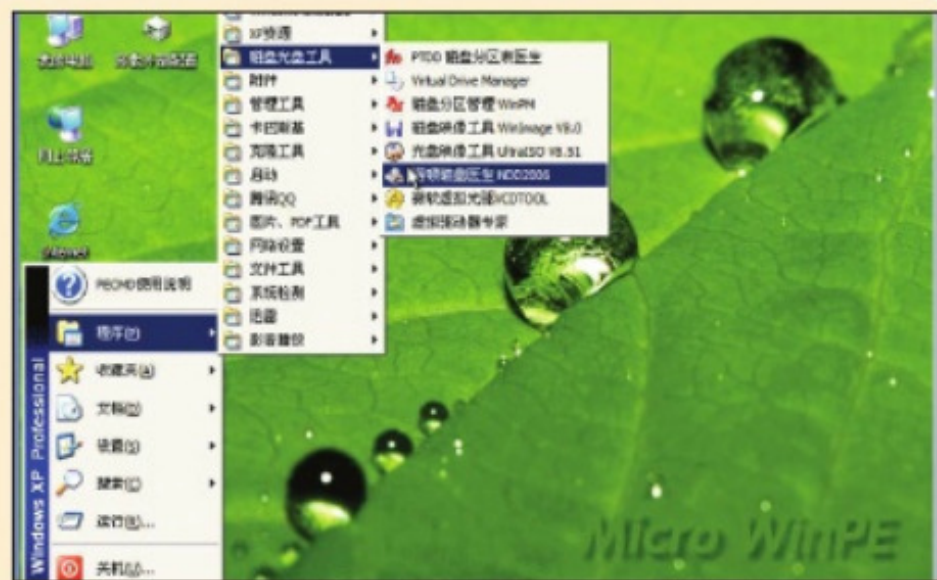 XP修理
磁盘光盘工具
附件
管理工具
卡巴斯基
克隆工具
启动
腾讯QQ
图片、PDF工具
网络设置
文件工具
系统检测
迅雷
影音播放
PTDD 磁盘分区表医生
Virtual Drive Manager
磁盘分区管理 WinPM
磁盘映像工具 WinImage V8.0
光盘映像工具 UltraISO V8.51
诺顿磁盘医生 NDD2006
微软虚拟光驱VCDTOOL
虚拟驱动器专家
网上邻居
Internet
PECMD使用说明
程序(P)
收藏夹(A)
文档(D)
设置(S)
搜索(C)
运行(R)...
关机(U)...
Windows XP Professional
Micro WinPE